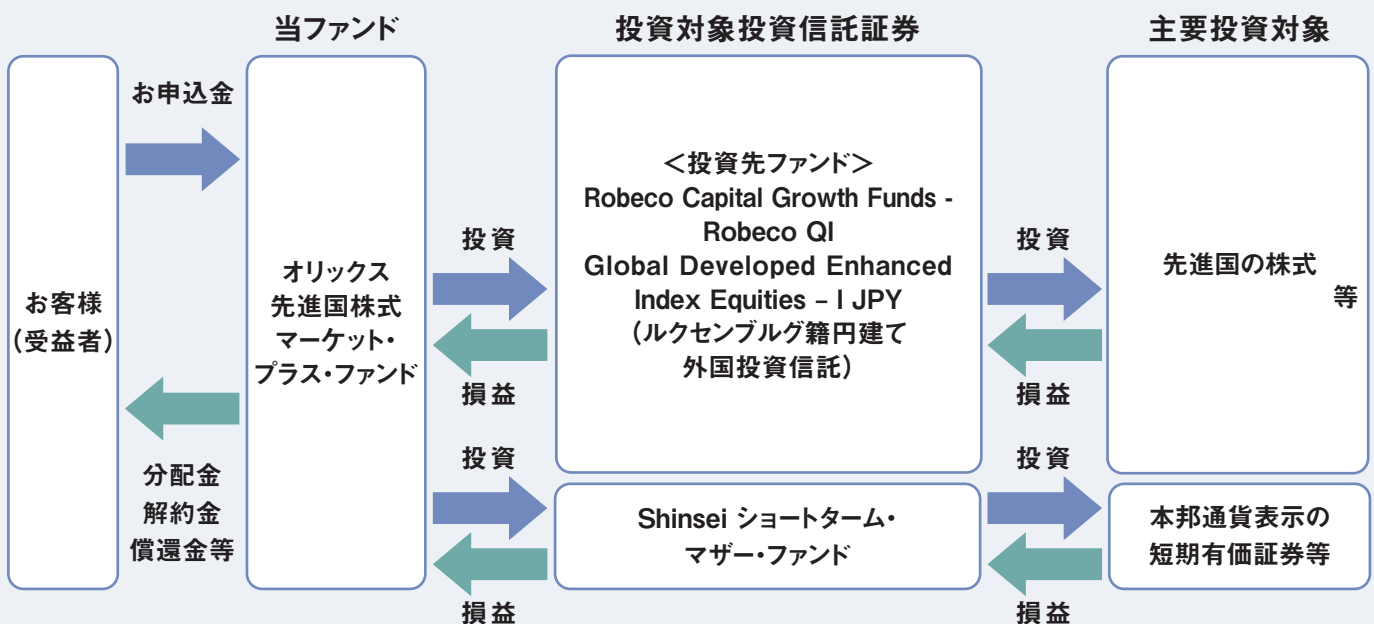 当ファンド
投資対象投資信託証券
主要投資対象
お客様
(受益者)
お申込金
分配金
解約金
償還金等
オリックス
先進国株式
マーケット・
プラス・ファンド
投資
損益
投資
損益
＜投資先ファンド＞
Robeco Capital Growth Funds -
Robeco QI
Global Developed Enhanced
Index Equities – I JPY
(ルクセンブルグ籍円建て
外国投資信託)
Shinsei ショートターム・
マザー・ファンド
投資
損益
投資
損益
先進国の株式
等
本邦通貨表示の
短期有価証券等